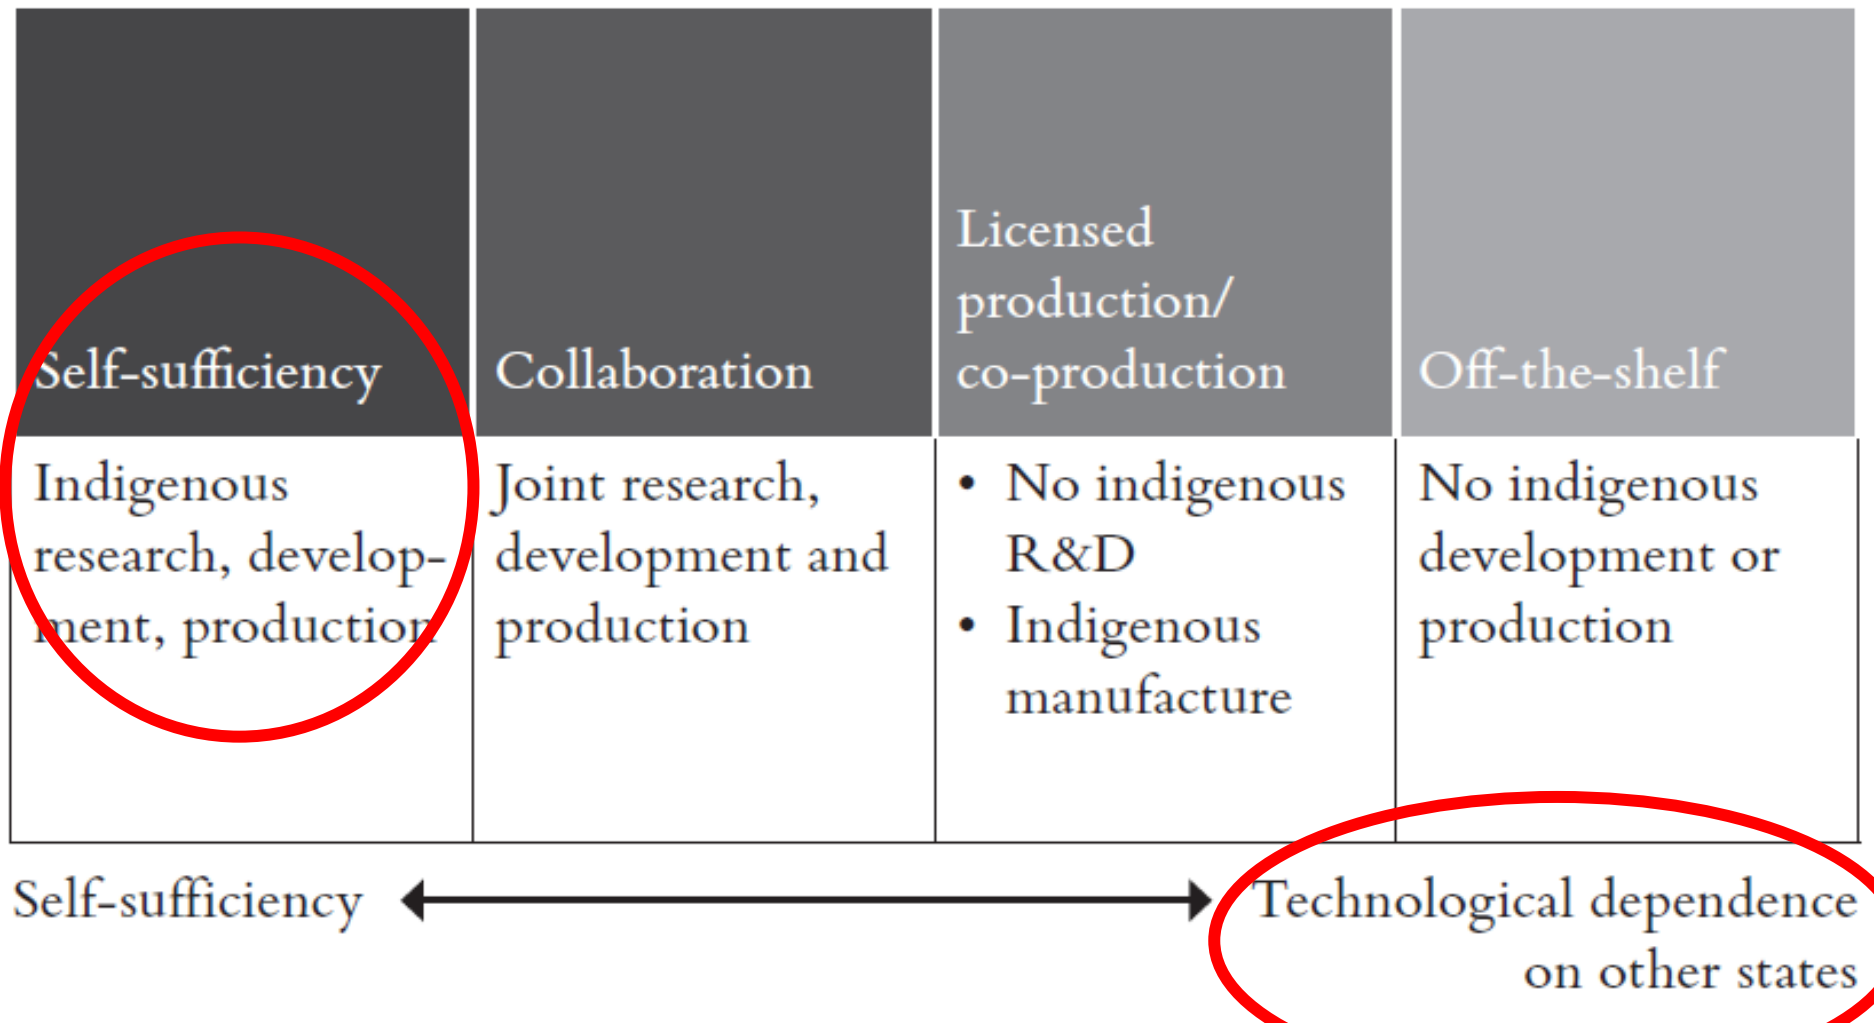 Self-sufficiency
Collaboration
Licensed
production/
co-production
Off-the-shelf
Indigenous
research, develop-
ment, production
Joint research,
development and
production
• No indigenous
R&D
• Indigenous
manufacture
No indigenous
development or
production
Self-sufficiency
Technological dependence
on other states